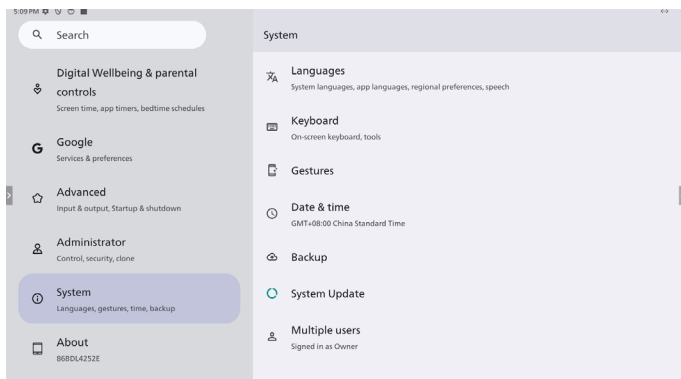 5:09 PM
Search
Digital Wellbeing & parental
controls
Screen time, app timers, bedtime schedules
Google
Services & preferences
Advanced
Input & output, Startup & shutdown
Administrator
Control, security, clone
System
Languages, gestures, time, backup
About
86BDL4252E
System
Languages
System languages, app languages, regional preferences, speech
Keyboard
On-screen keyboard, tools
Gestures
Date & time
GMT+08:00 China Standard Time
Backup
System Update
Multiple users
Signed in as Owner